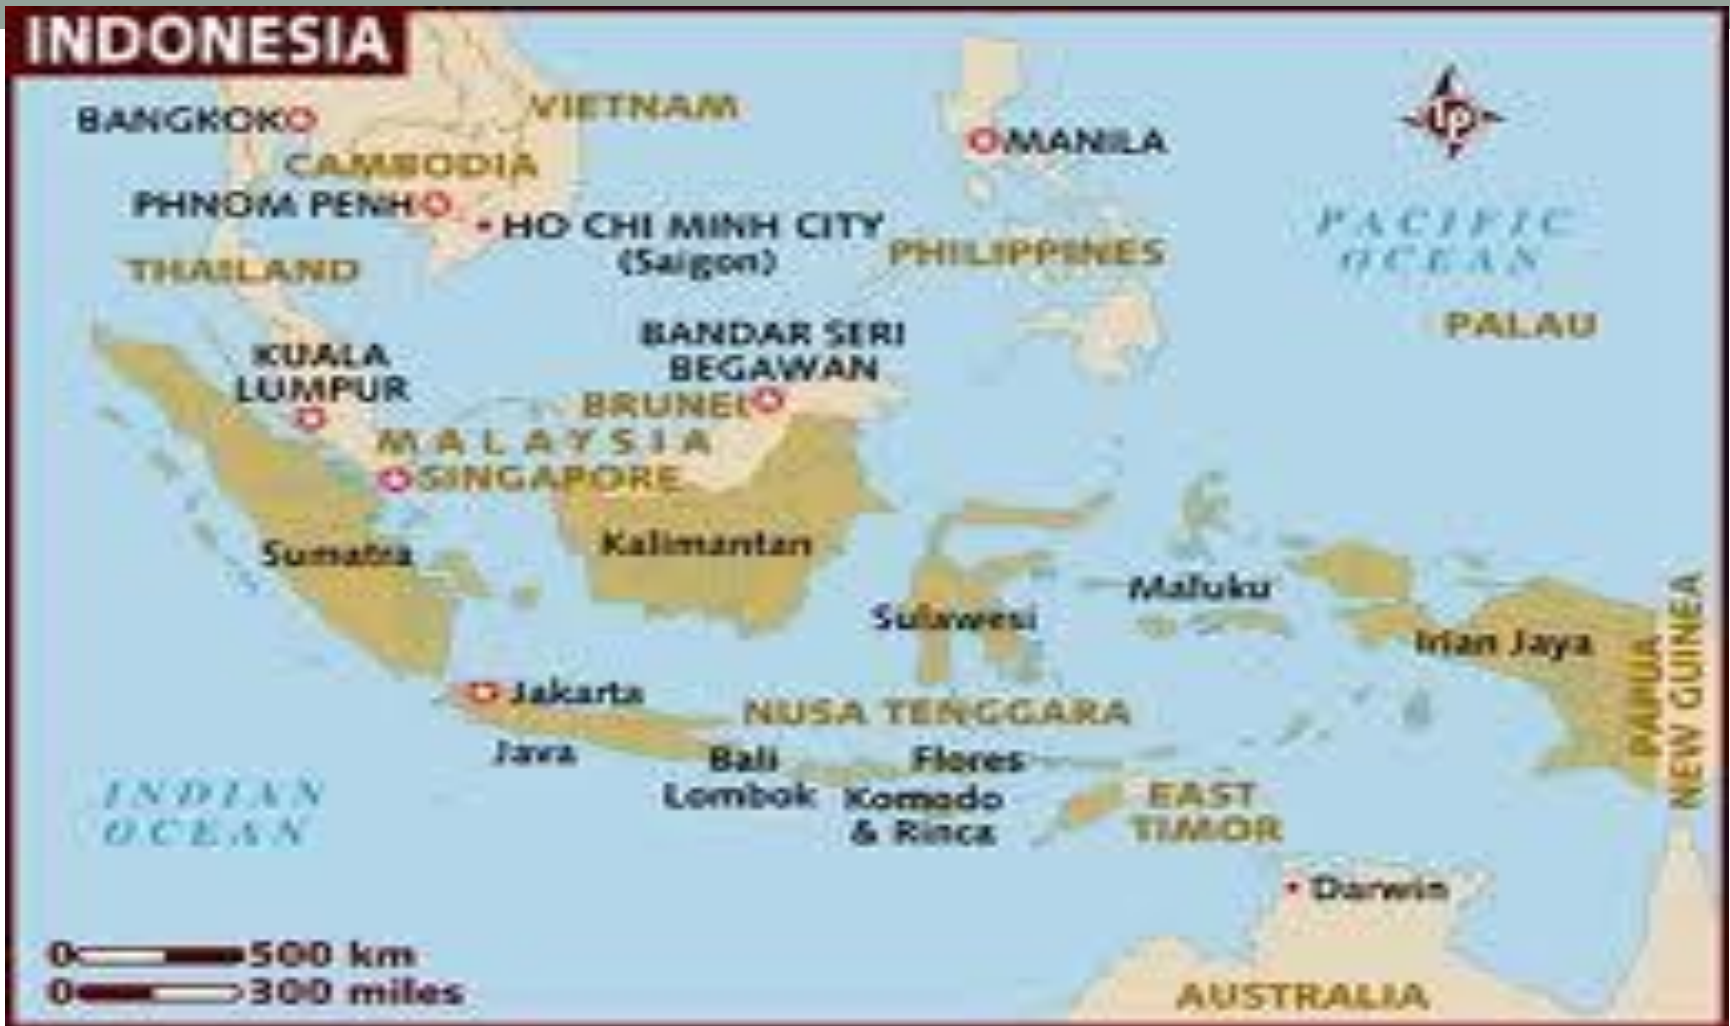 INDONESIA
BANGKOK
VIETNAM
MANILA
lp
CAMBODIA
PHNOM PENH
HO CHI MINH CITY
(Saigon)
PACIFIC
OCEAN
PHILIPPINES
THAILAND
PALAU
BANDAR SERI
BEGAWAN
KUALA
LUMPUR
BRUNEI
MALAYSIA
SINGAPORE
Kalimantan
Sumatra
Maluku
Sulawesi
Irian Jaya
PAPUA
NEW GUINEA
Jakarta
NUSA TENGGARA
Java
Bali
Flores
Lombok
Komodo
& Rinca
EAST
TIMOR
INDIAN
OCEAN
Darwin
0 500 km
0 300 miles
AUSTRALIA